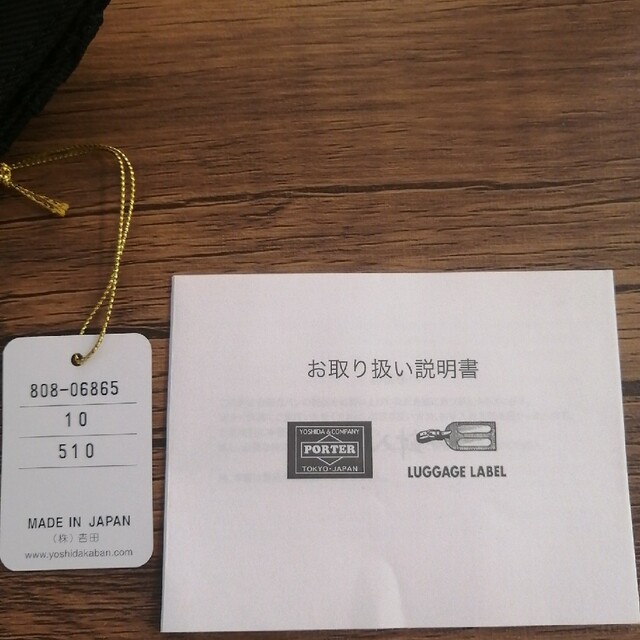 808-06865
10
510
MADE IN JAPAN
(株)吉田
www.yoshidakaban.com
お取り扱い説明書
YOSHIDA & COMPANY
PORTER
TOKYO-JAPAN
LUGGAGE LABEL